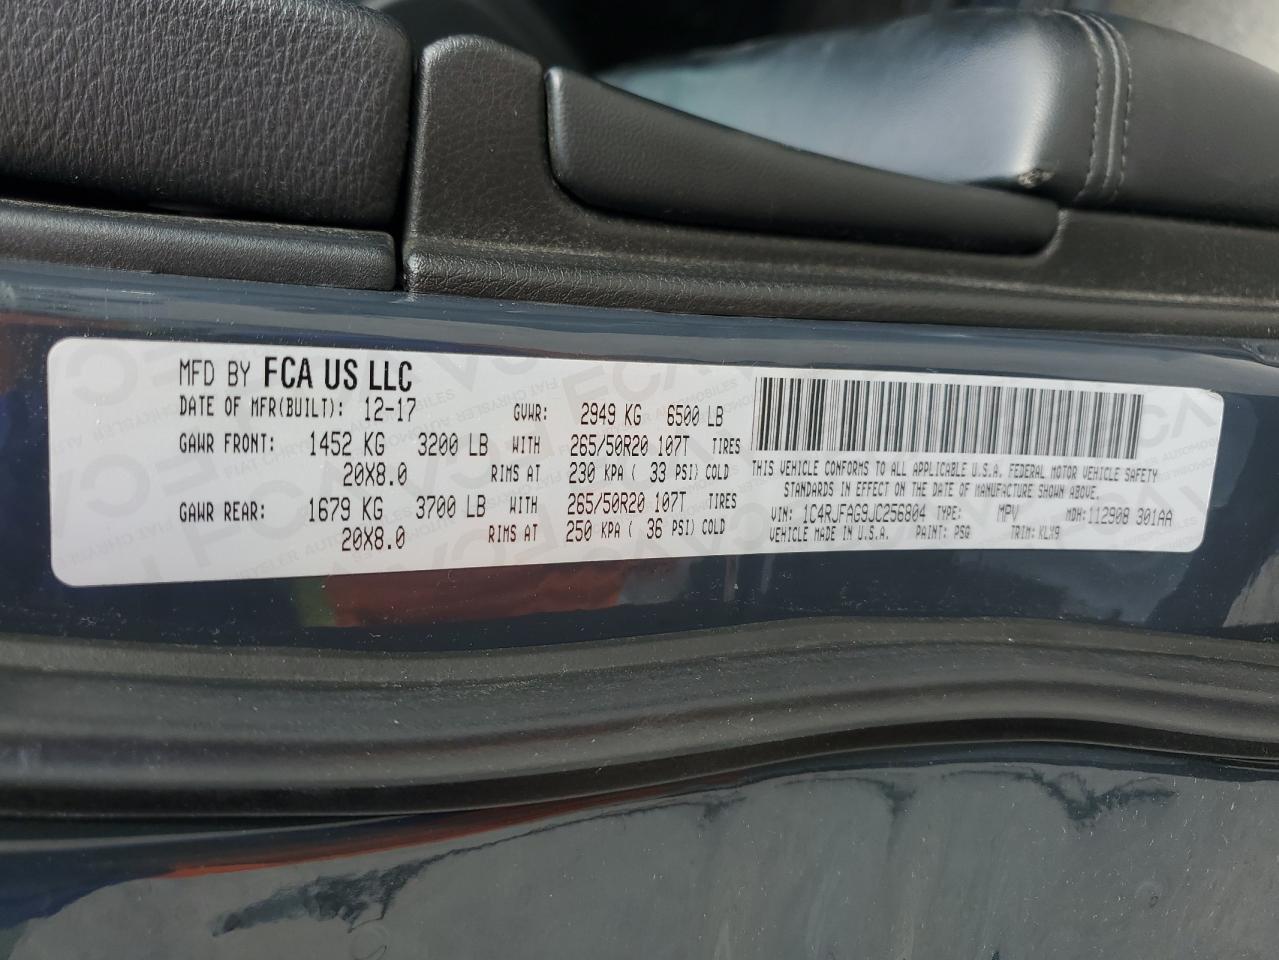 MFD BY FCA US LLC
DATE OF MFR(BUILT): 12-17 GVWR: 2949 KG 6500 LB
GAWR FRONT: 1452 KG 3200 LB WITH 265/50R20 107T TIRES
20X8.0 RIMS AT 230 KPA ( 33 PSI) COLD
GAWR REAR: 1679 KG 3700 LB WITH 265/50R20 107T TIRES
20X8.0 RIMS AT 250 KPA ( 36 PSI) COLD
THIS VEHICLE CONFORMS TO ALL APPLICABLE U.S.A. FEDERAL MOTOR VEHICLE SAFETY
STANDARDS IN EFFECT ON THE DATE OF MANUFACTURE SHOWN ABOVE.
VIN: 1C4RJFAG9JC256804 TYPE: MPV MDH: 112908 301AA
VEHICLE MADE IN U.S.A. PAINT: PSQ TRIM: KLX9